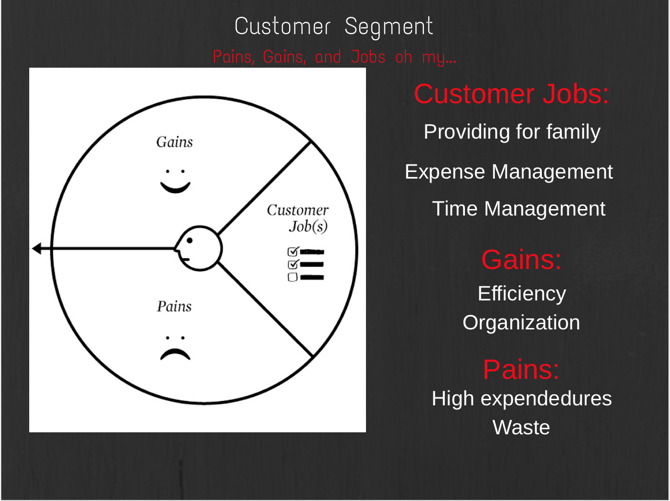 Customer Segment
Pains, Gains, and Jobs oh my...
Gains
Customer
Job(s)
Pains
Customer Jobs:
Providing for family
Expense Management
Time Management
Gains:
Efficiency
Organization
Pains:
High expendedures
Waste